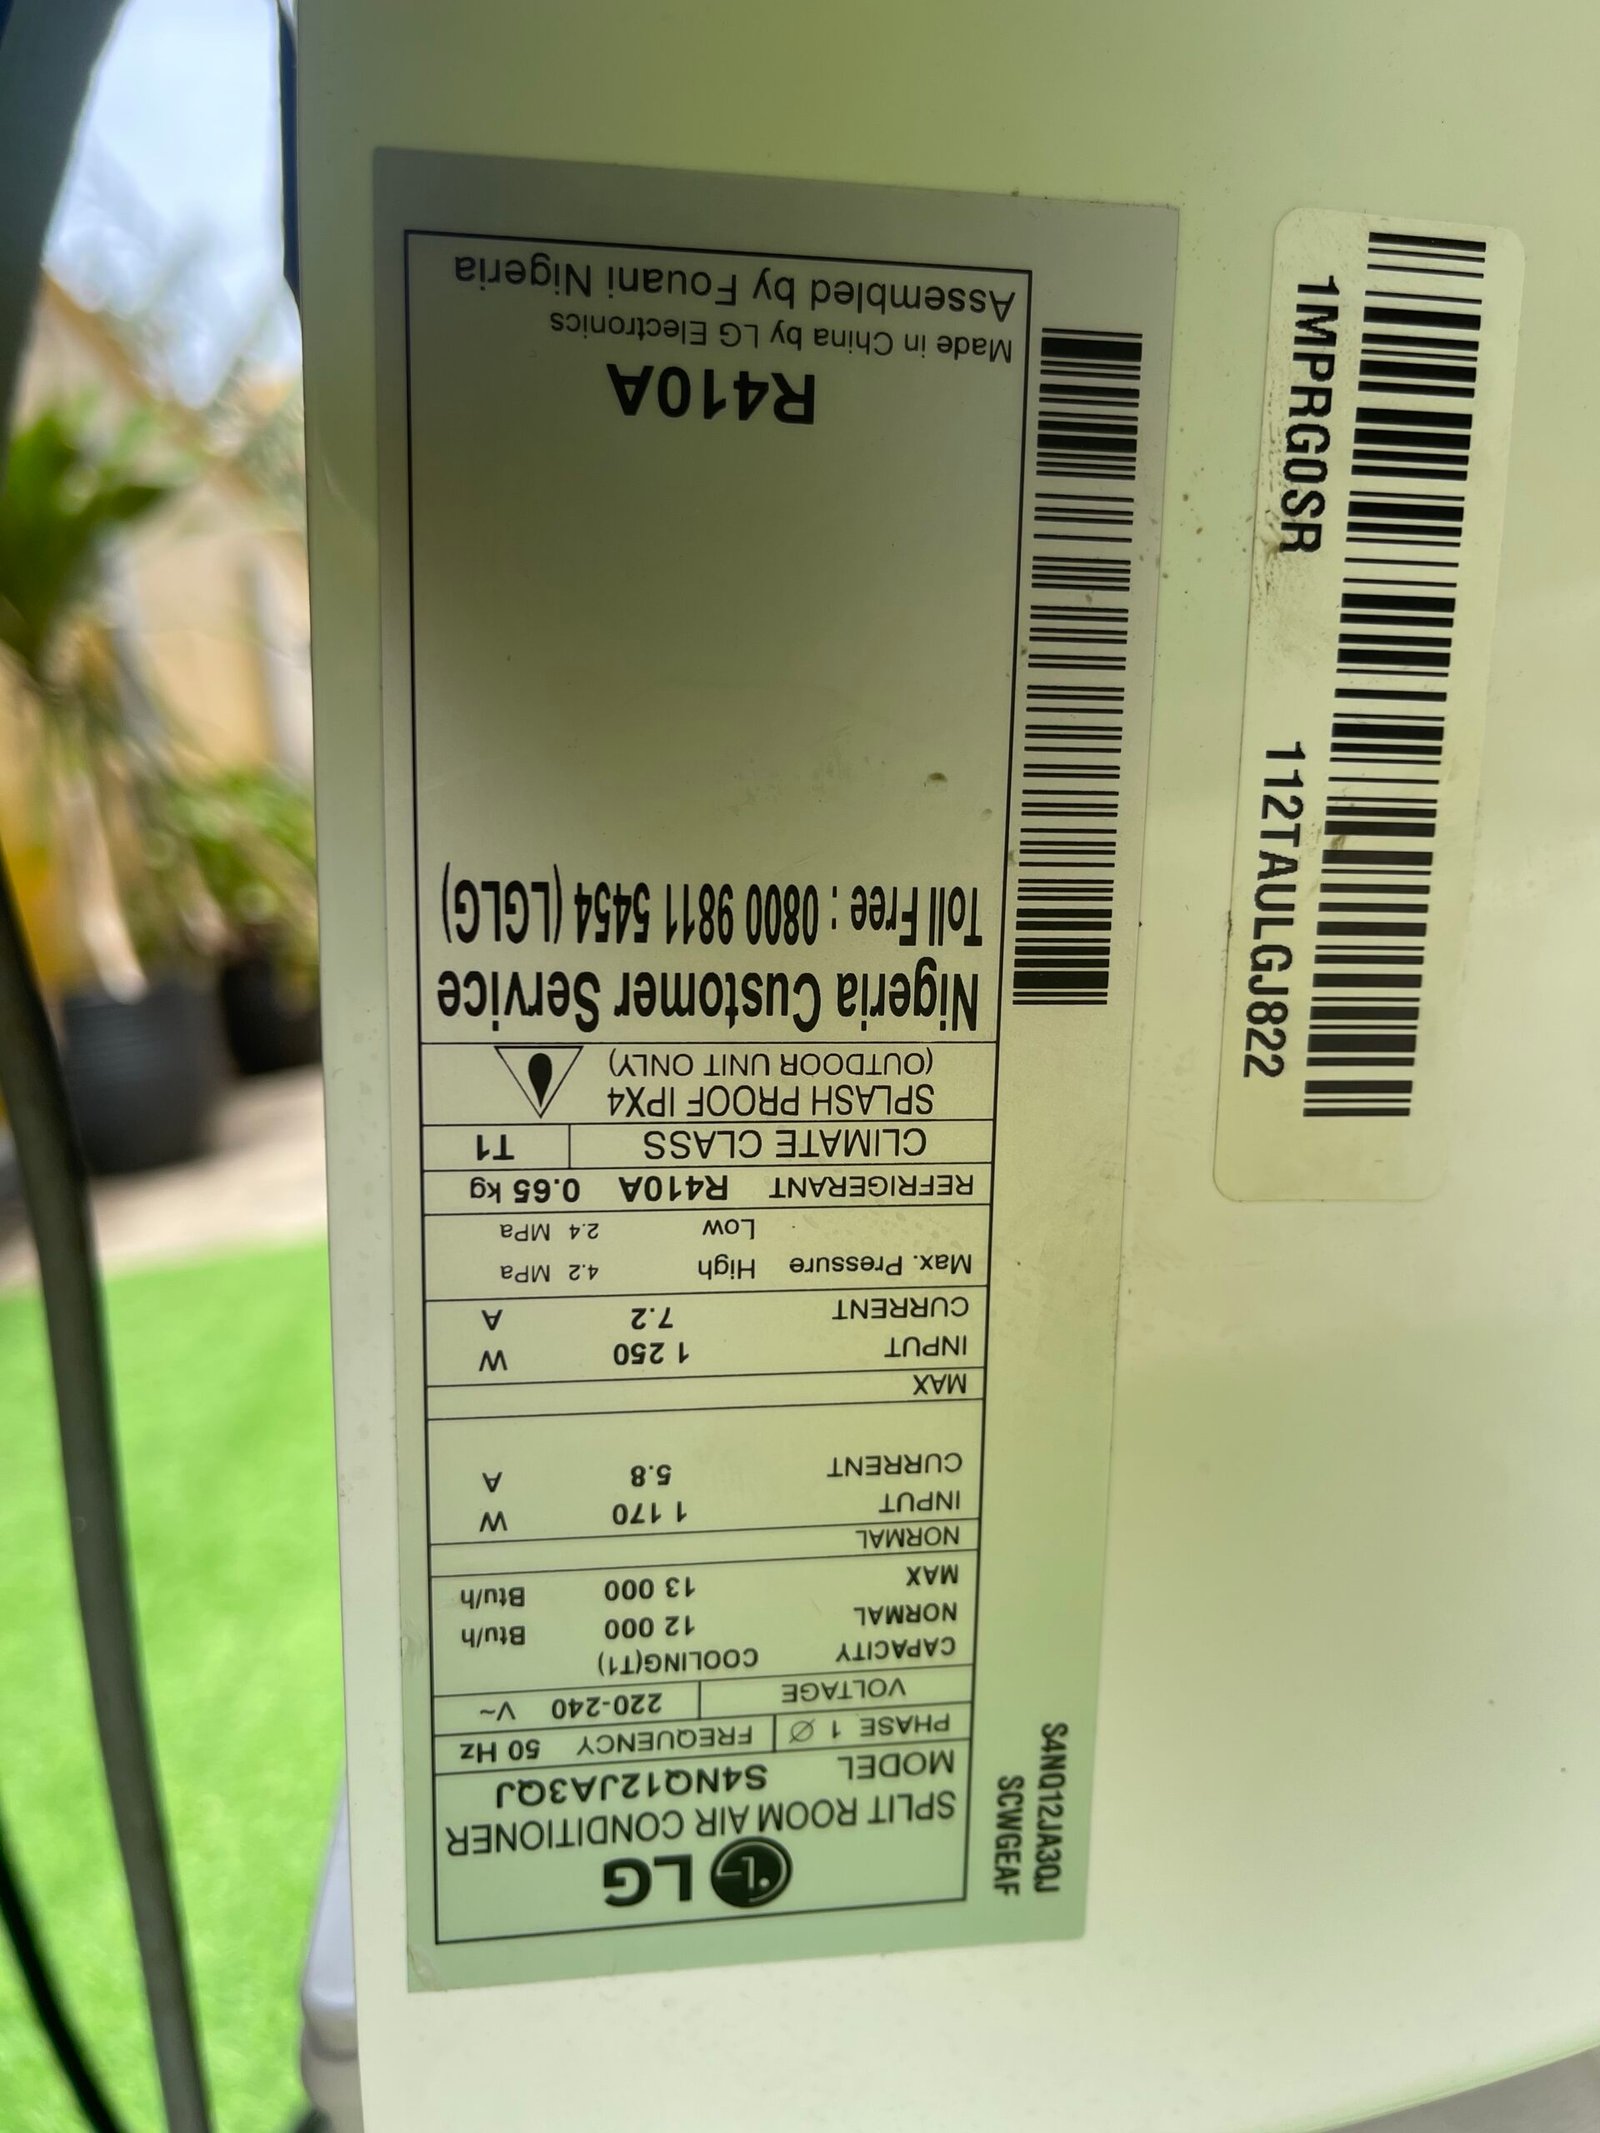 LG
SPLIT ROOM AIR CONDITIONER
MODEL S4NQ12JA3QJ
PHASE 1 Ø FREQUENCY 50 Hz
VOLTAGE 220-240 V~
CAPACITY COOLING(T1)
NORMAL 12 000 Btu/h
MAX 13 000 Btu/h
NORMAL
INPUT 1 170 W
CURRENT 5.8 A
MAX
INPUT 1 250 W
CURRENT 7.2 A
Max. Pressure High 4.2 MPa
Low 2.4 MPa
REFRIGERANT R410A 0.65 kg
CLIMATE CLASS T1
SPLASH PROOF IPX4
(OUTDOOR UNIT ONLY)
Nigeria Customer Service
Toll Free : 0800 9811 5454 (LGLG)
R410A
Made in China by LG Electronics
Assembled by Fouani Nigeria
S4NQ12JA3QJ
SCWGEAF
1MPRG0SR 112TAULGJ822